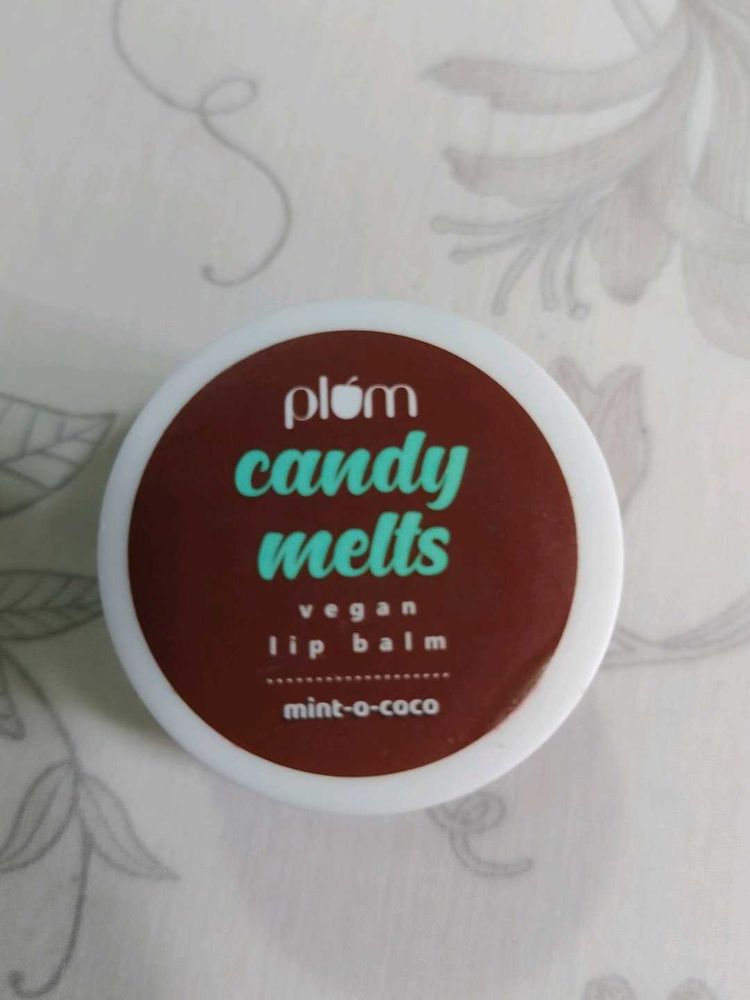 plum
candy
melts
vegan
lip balm
mint-o-coco